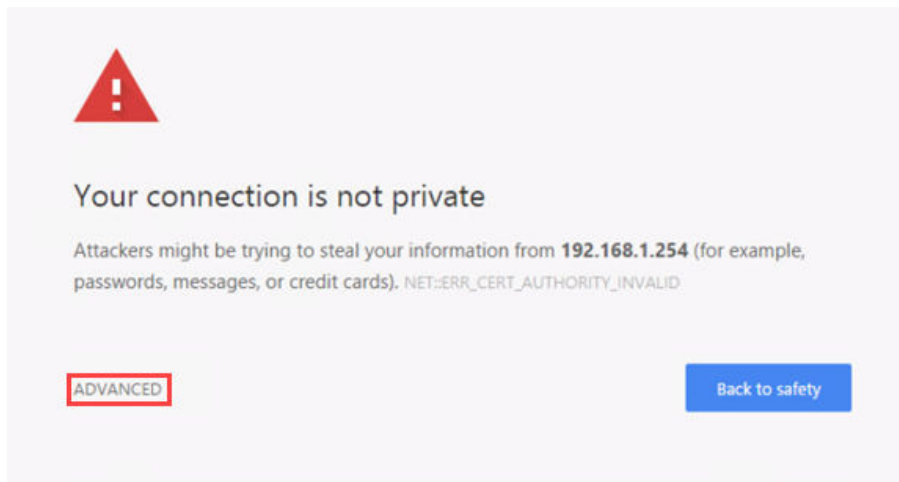 Your connection is not private
Attackers might be trying to steal your information from 192.168.1.254 (for example,
passwords, messages, or credit cards). NET::ERR_CERT_AUTHORITY_INVALID
ADVANCED
Back to safety